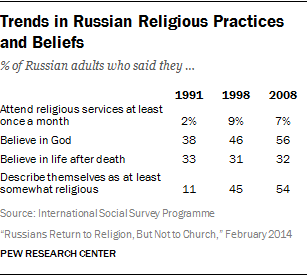 Trends in Russian Religious Practices
and Beliefs
% of Russian adults who said they ...
1991 1998 2008
Attend religious services at least
once a month 2% 9% 7%
Believe in God 38 46 56
Believe in life after death 33 31 32
Describe themselves as at least
somewhat religious 11 45 54
Source: International Social Survey Programme
“Russians Return to Religion, But Not to Church,” February 2014
PEW RESEARCH CENTER